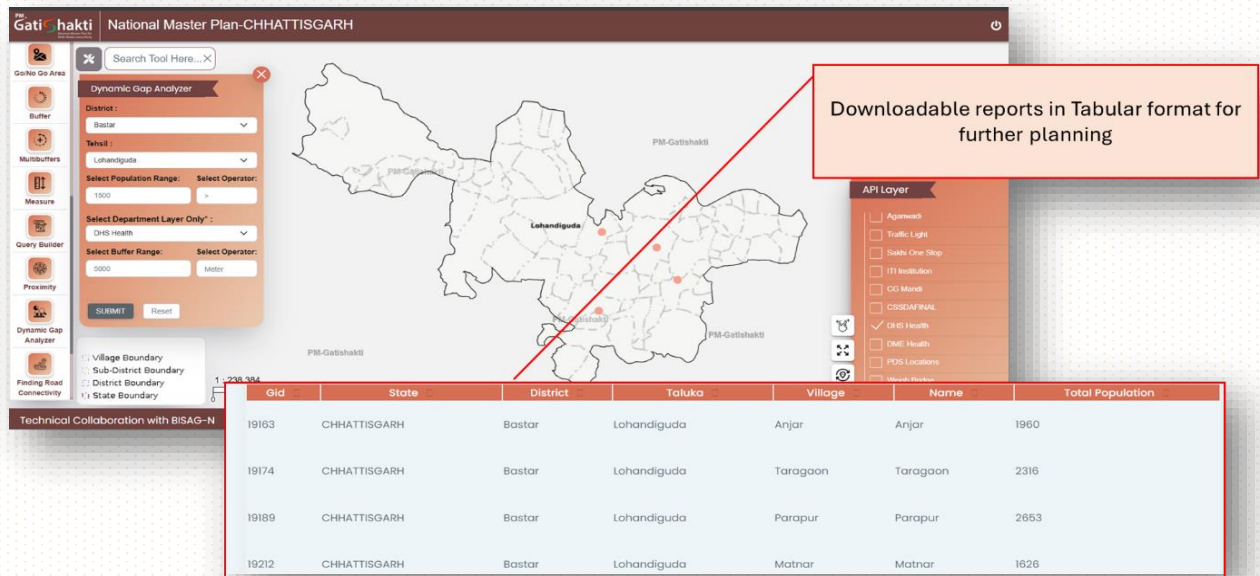 PM
GatiShakti
National Master Plan-CHHATTISGARH
Search Tool Here...
Go/No Go Area
Buffer
Multibuffers
Measure
Query Builder
Proximity
Dynamic Gap
Analyzer
Finding Road
Connectivity
Dynamic Gap Analyzer
District :
Bastar
Tehsil :
Lohandiguda
Select Population Range: Select Operator:
1500 >
Select Department Layer Only* :
DHS Health
Select Buffer Range: Select Operator:
5000 Meter
SUBMIT Reset
Village Boundary
Sub-District Boundary
District Boundary
State Boundary
1 : 238,384
0
PM-Gatishakti
PM-Gatishakti
Lohandiguda
PM-Gatishakti
PM-Gatishakti
PM-Gatishakti
Downloadable reports in Tabular format for
further planning
API Layer
Aganwadi
Traffic Light
Sakhi One Stop
ITI Institution
CG Mandi
CSSDAFINAL
DHS Health
DME Health
PDS Locations
Weigh Bridge
Technical Collaboration with BISAG-N
Gid State District Taluka Village Name Total Population
19163 CHHATTISGARH Bastar Lohandiguda Anjar Anjar 1960
19174 CHHATTISGARH Bastar Lohandiguda Taragaon Taragaon 2316
19189 CHHATTISGARH Bastar Lohandiguda Parapur Parapur 2653
19212 CHHATTISGARH Bastar Lohandiguda Matnar Matnar 1626